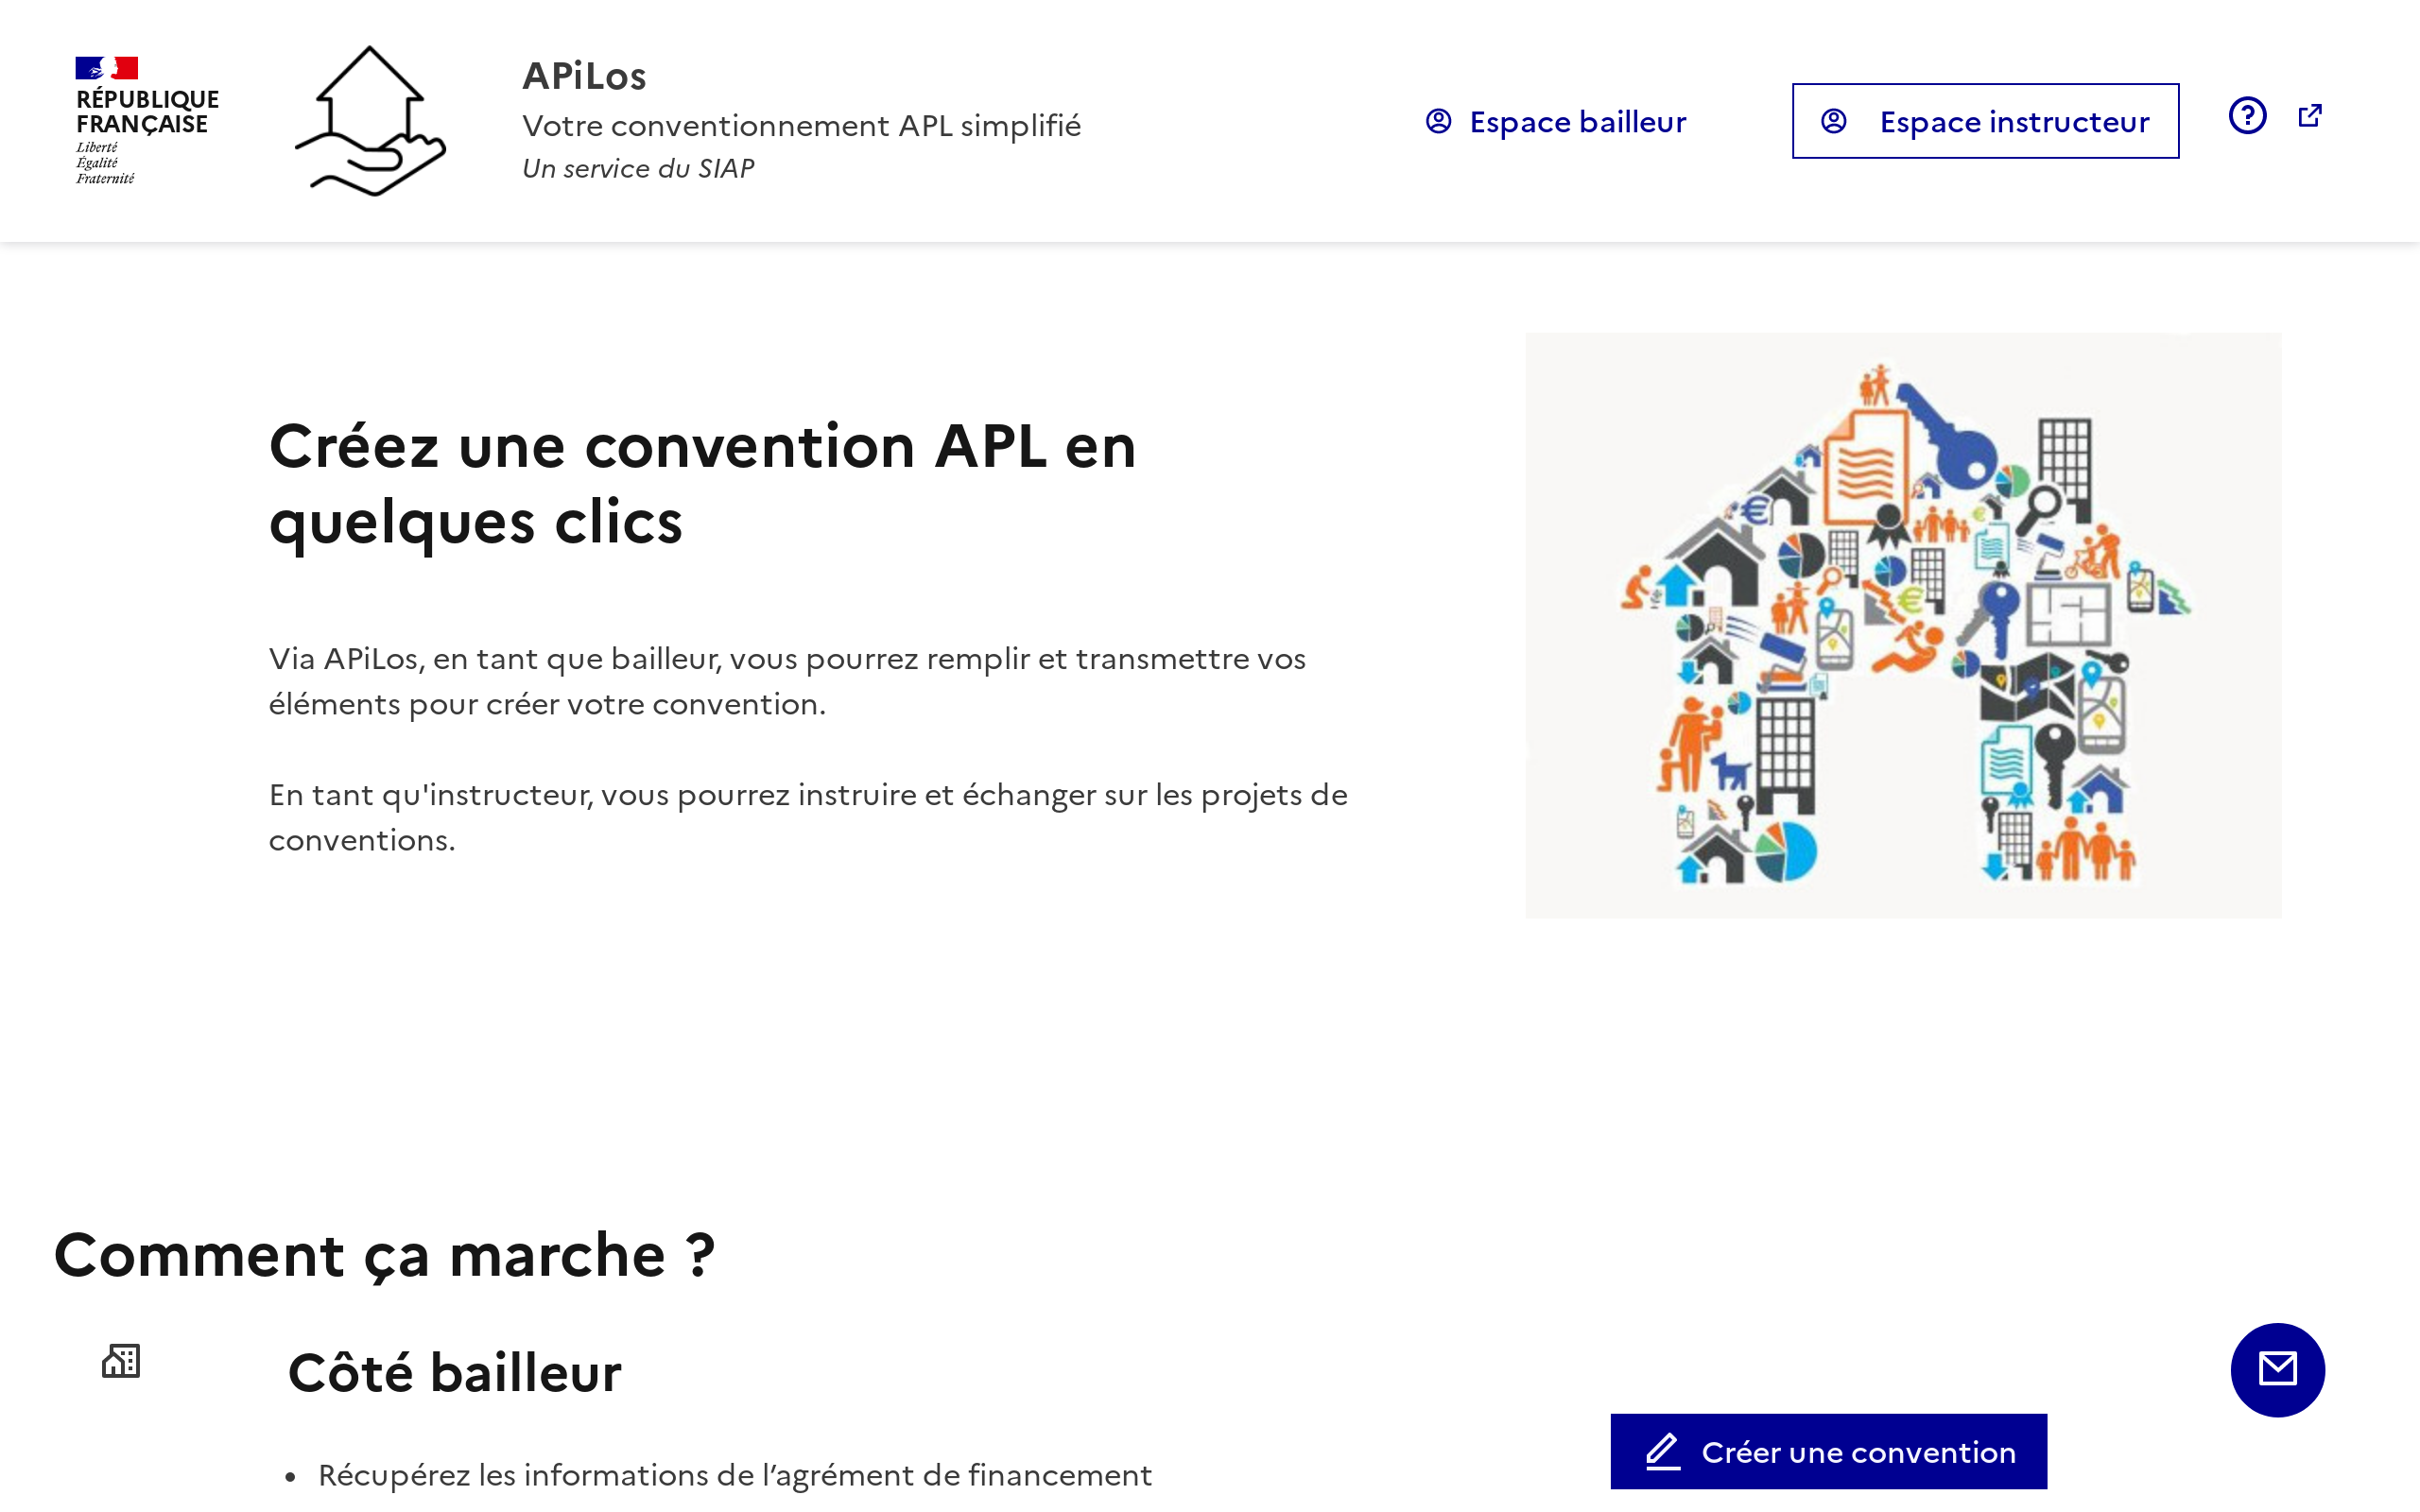 RÉPUBLIQUE
FRANÇAISE
Liberté
Égalité
Fraternité
APiLos
Votre conventionnement APL simplifié
Un service du SIAP
Espace bailleur
Espace instructeur
Créez une convention APL en
quelques clics
Via APiLos, en tant que bailleur, vous pourrez remplir et transmettre vos
éléments pour créer votre convention.
En tant qu'instructeur, vous pourrez instruire et échanger sur les projets de
conventions.
Comment ça marche ?
Côté bailleur
• Récupérez les informations de l’agrément de financement
Créer une convention